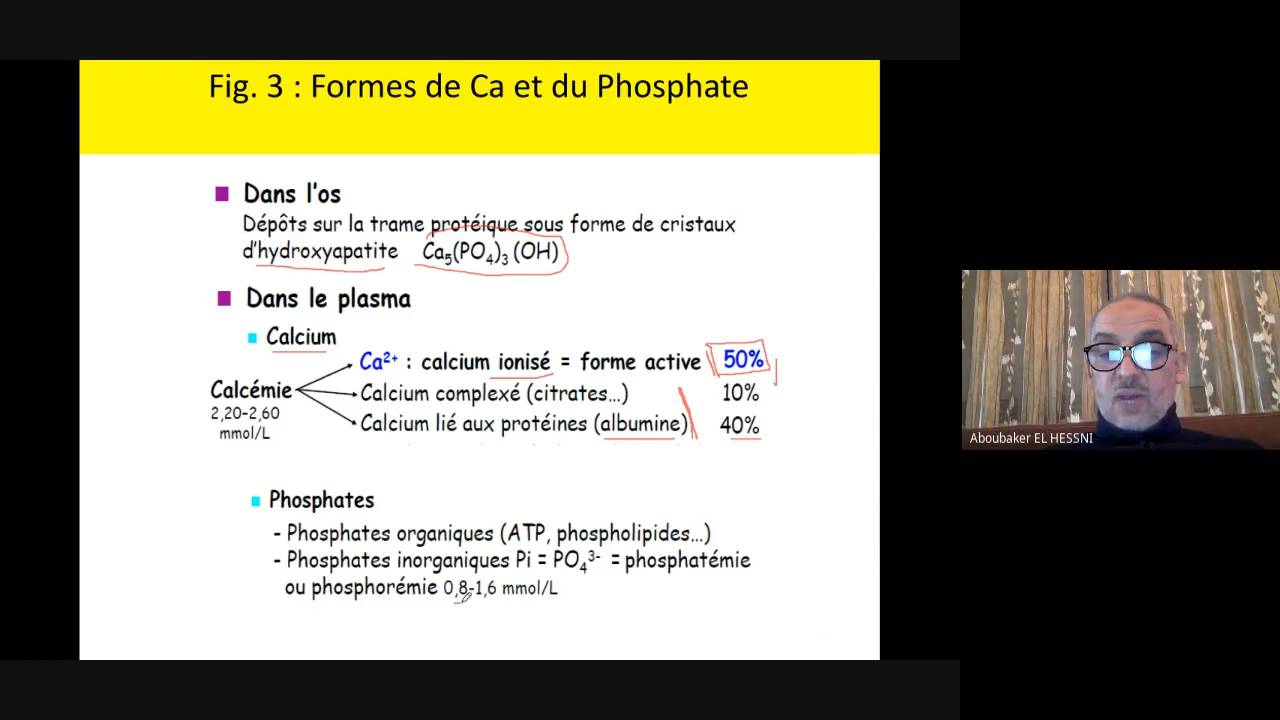 Fig. 3 : Formes de Ca et du Phosphate
Dans l'os
Dépôts sur la trame protéique sous forme de cristaux
d'hydroxyapatite Ca₅(PO₄)₃(OH)
Dans le plasma
Calcium
Ca²⁺ : calcium ionisé = forme active 50%
Calcémie
2,20-2,60
mmol/L
Calcium complexé (citrates...) 10%
Calcium lié aux protéines (albumine) 40%
Phosphates
- Phosphates organiques (ATP, phospholipides...)
- Phosphates inorganiques Pi = PO₄³⁻ = phosphatémie
ou phosphorémie 0,8-1,6 mmol/L
Aboubaker EL HESSNI